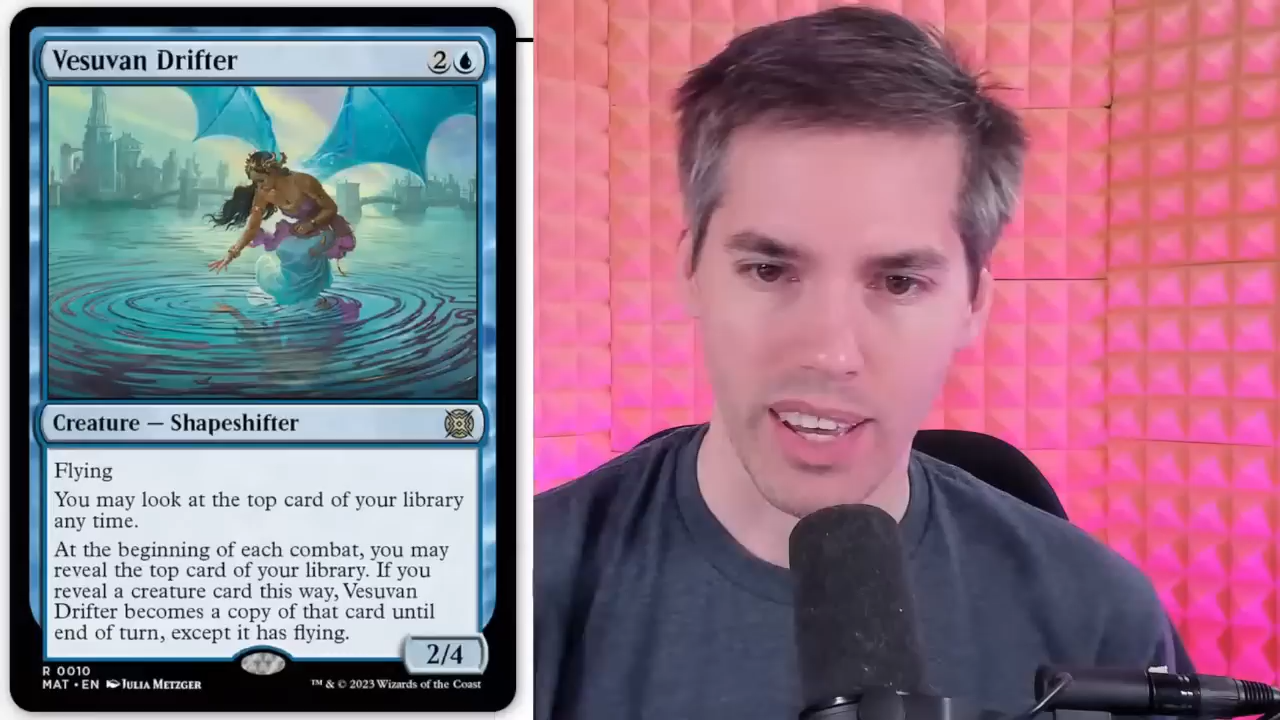 Vesuvan Drifter 2
Creature — Shapeshifter
Flying
You may look at the top card of your library
any time.
At the beginning of each combat, you may
reveal the top card of your library. If you
reveal a creature card this way, Vesuvan
Drifter becomes a copy of that card until
end of turn, except it has flying.
2/4
R 0010
MAT • EN Julia Metzger
™ & © 2023 Wizards of the Coast